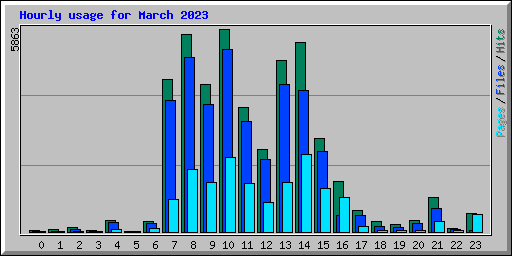 Hourly usage for March 2023
5863
Pages / Files / Hits
0 1 2 3 4 5 6 7 8 9 10 11 12 13 14 15 16 17 18 19 20 21 22 23